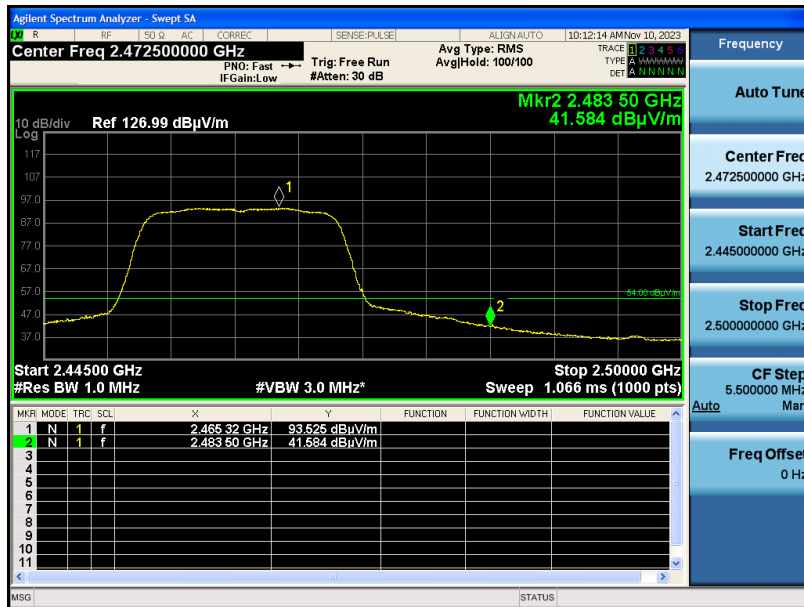 Agilent Spectrum Analyzer - Swept SA
LXI R RF 50 Ω AC CORREC SENSE:PULSE ALIGN AUTO 10:12:14 AM Nov 10, 2023
Center Freq 2.472500000 GHz
PNO: Fast
IFGain:Low
Trig: Free Run
#Atten: 30 dB
Avg Type: RMS
Avg|Hold: 100/100
TRACE 1 2 3 4 5 6
TYPE A WWWWW
DET A N N N N N
Mkr2 2.483 50 GHz
41.584 dBµV/m
10 dB/div Ref 126.99 dBµV/m
Log
117
107
97.0
87.0
77.0
67.0
57.0
47.0
37.0
1
2
54.00 dBµV/m
Start 2.44500 GHz Stop 2.50000 GHz
#Res BW 1.0 MHz #VBW 3.0 MHz* Sweep 1.066 ms (1000 pts)
MKR MODE TRC SCL X Y FUNCTION FUNCTION WIDTH FUNCTION VALUE
1 N 1 f 2.465 32 GHz 93.525 dBµV/m
2 N 1 f 2.483 50 GHz 41.584 dBµV/m
3
4
5
6
7
8
9
10
11
MSG STATUS
Frequency
Auto Tune
Center Freq
2.472500000 GHz
Start Freq
2.445000000 GHz
Stop Freq
2.500000000 GHz
CF Step
5.500000 MHz
Auto Man
Freq Offset
0 Hz